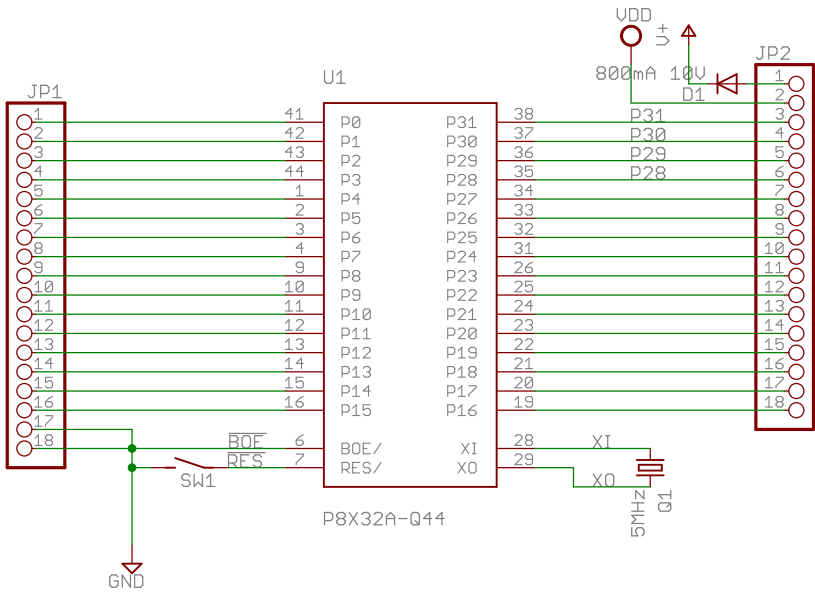 VDD
V+
JP2
800mA 10V
D1
U1
JP1
1 41 P0 P31 38 P31 3
2 42 P1 P30 37 P30 4
3 43 P2 P29 36 P29 5
4 44 P3 P28 35 P28 6
5 1 P4 P27 34 7
6 2 P5 P26 33 8
7 3 P6 P25 32 9
8 4 P7 P24 31 10
9 9 P8 P23 26 11
10 10 P9 P22 25 12
11 11 P10 P21 24 13
12 12 P11 P20 23 14
13 13 P12 P19 22 15
14 14 P13 P18 21 16
15 15 P14 P17 20 17
16 16 P15 P16 19 18
1
2
17
18 BOE 6 BOE/ XI 28 XI
RES 7 RES/ XO 29 XO
SW1
5MHz
Q1
P8X32A-Q44
GND